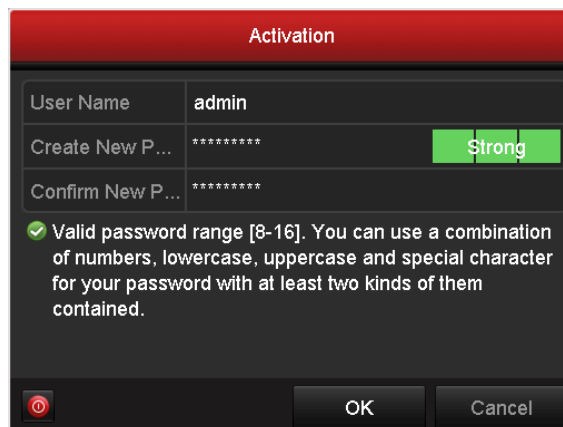 Activation
User Name admin
Create New P... ********* Strong
Confirm New P... *********
Valid password range [8-16]. You can use a combination
of numbers, lowercase, uppercase and special character
for your password with at least two kinds of them
contained.
OK Cancel